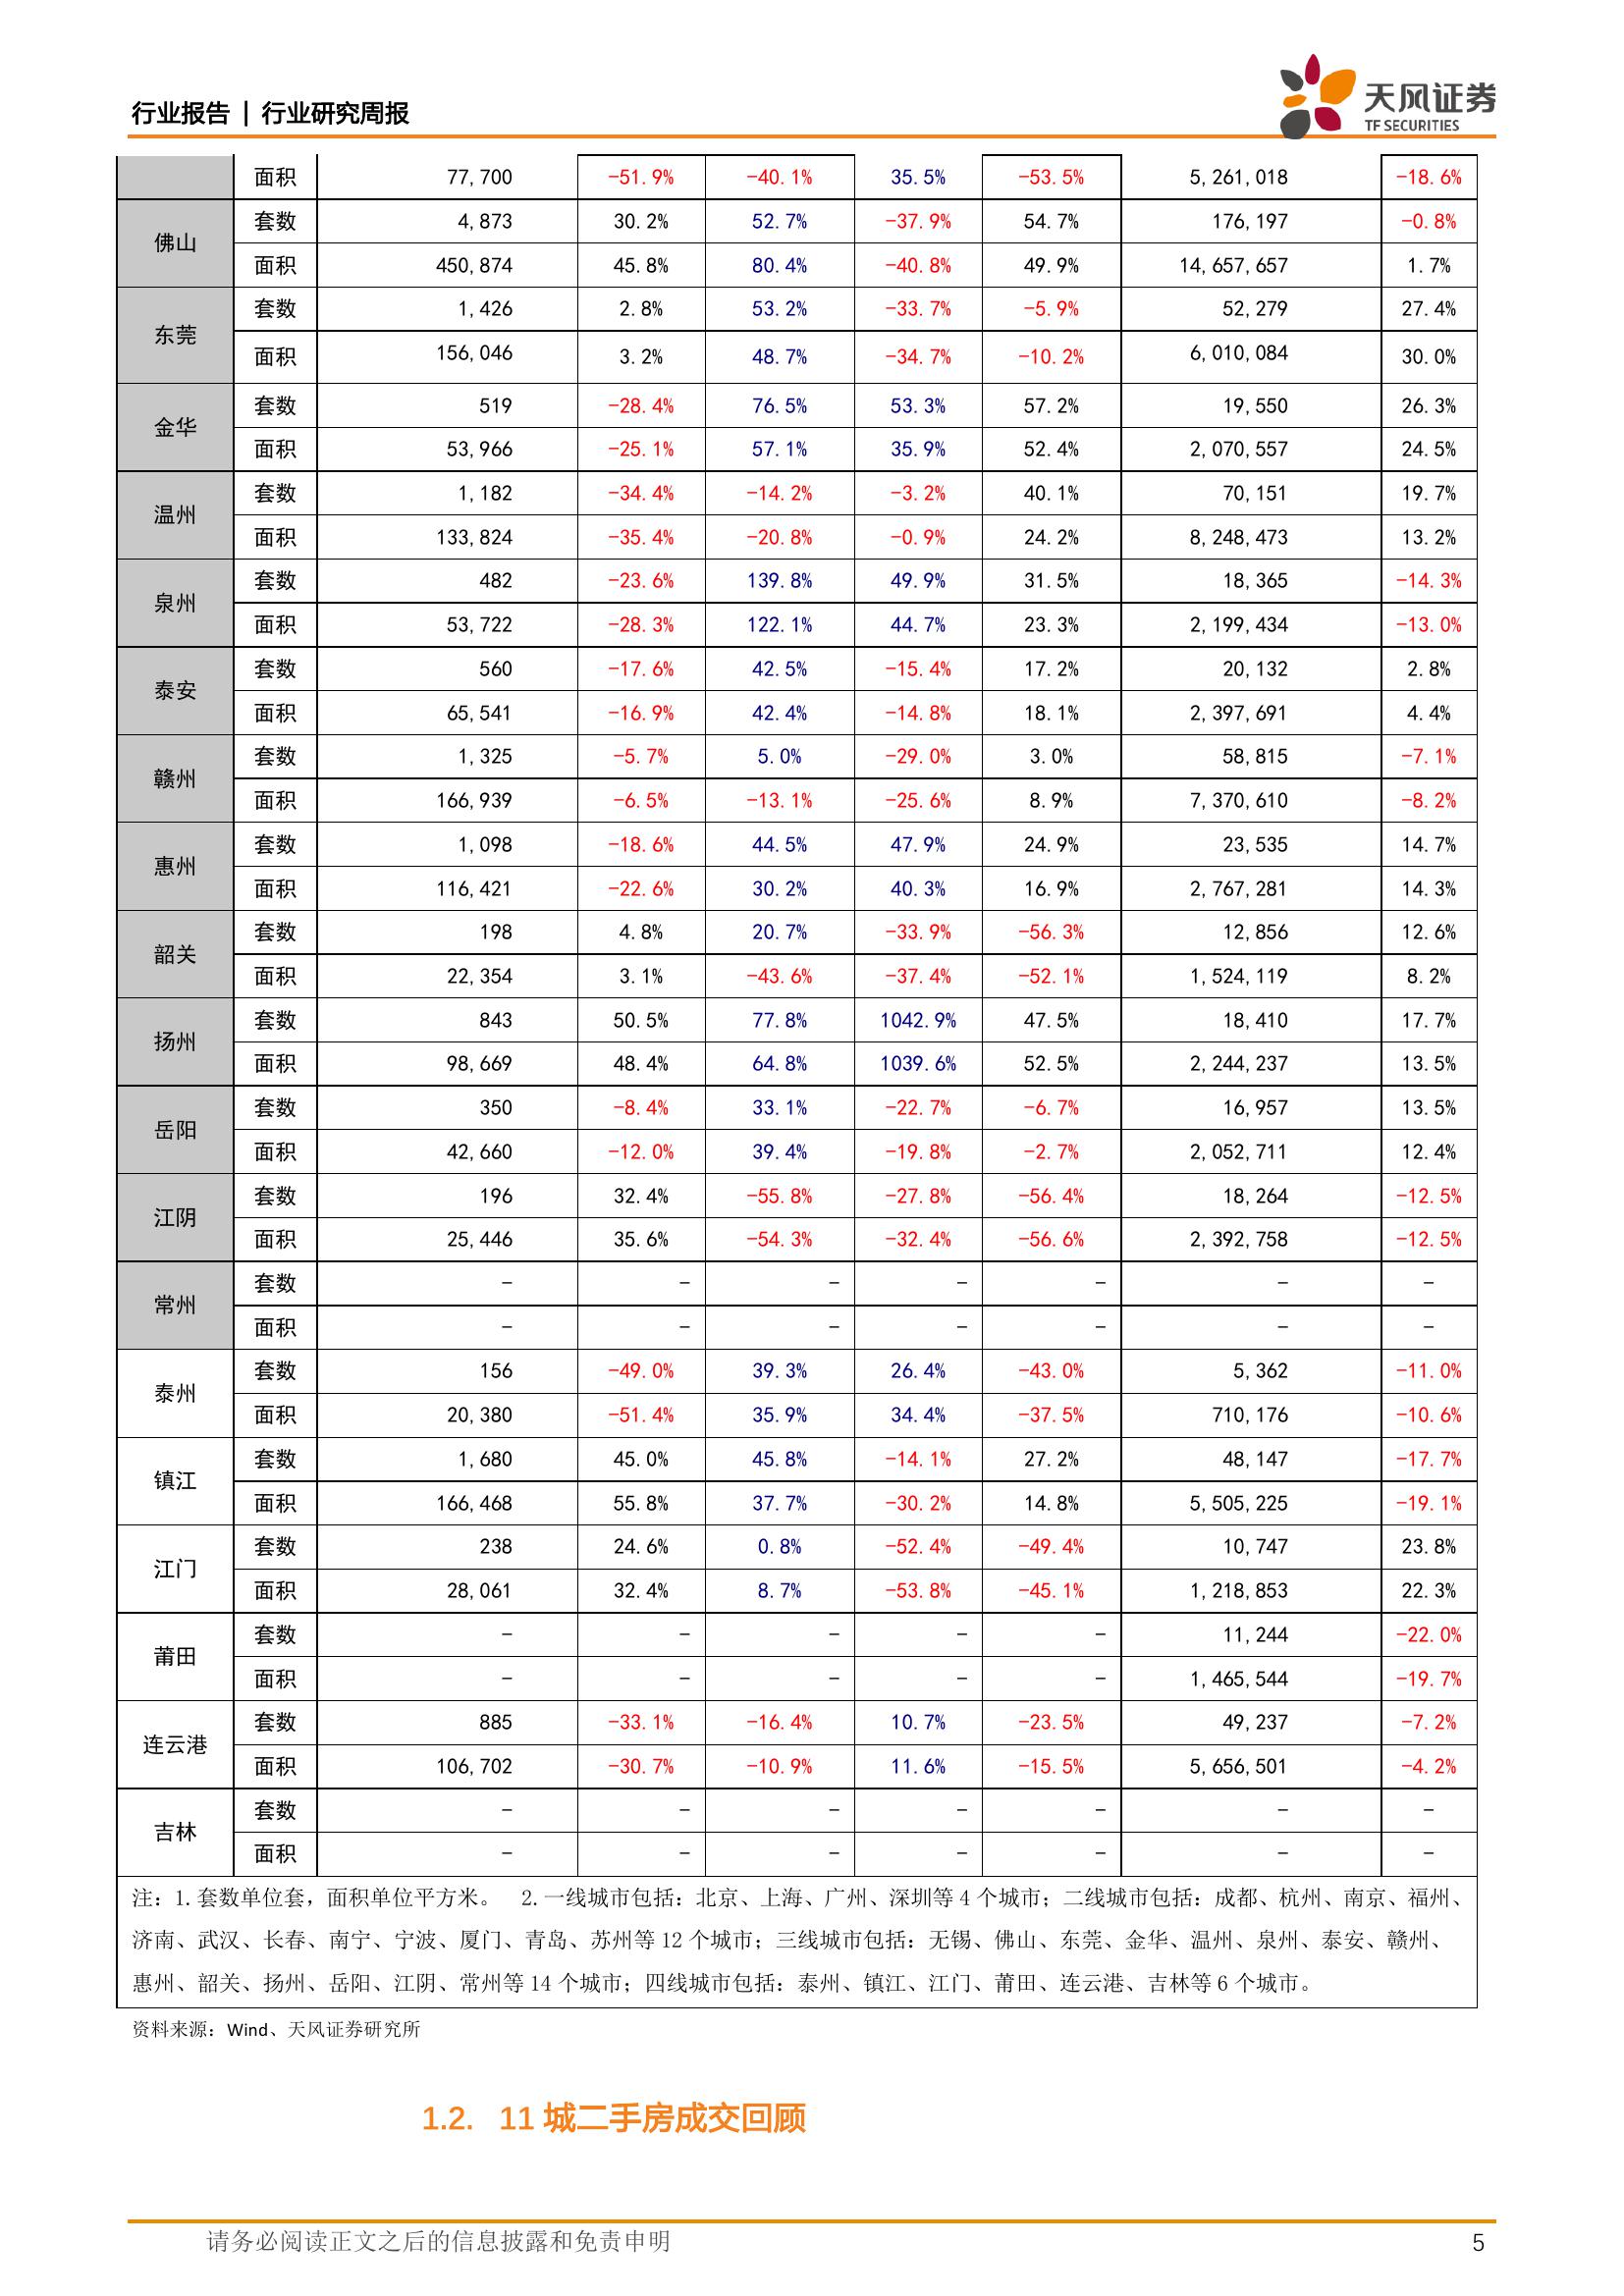 行业报告 | 行业研究周报
天风证券
TF SECURITIES
面积 77,700 -51.9% -40.1% 35.5% -53.5% 5,261,018 -18.6%
佛山 套数 4,873 30.2% 52.7% -37.9% 54.7% 176,197 -0.8%
面积 450,874 45.8% 80.4% -40.8% 49.9% 14,657,657 1.7%
东莞 套数 1,426 2.8% 53.2% -33.7% -5.9% 52,279 27.4%
面积 156,046 3.2% 48.7% -34.7% -10.2% 6,010,084 30.0%
金华 套数 519 -28.4% 76.5% 53.3% 57.2% 19,550 26.3%
面积 53,966 -25.1% 57.1% 35.9% 52.4% 2,070,557 24.5%
温州 套数 1,182 -34.4% -14.2% -3.2% 40.1% 70,151 19.7%
面积 133,824 -35.4% -20.8% -0.9% 24.2% 8,248,473 13.2%
泉州 套数 482 -23.6% 139.8% 49.9% 31.5% 18,365 -14.3%
面积 53,722 -28.3% 122.1% 44.7% 23.3% 2,199,434 -13.0%
泰安 套数 560 -17.6% 42.5% -15.4% 17.2% 20,132 2.8%
面积 65,541 -16.9% 42.4% -14.8% 18.1% 2,397,691 4.4%
赣州 套数 1,325 -5.7% 5.0% -29.0% 3.0% 58,815 -7.1%
面积 166,939 -6.5% -13.1% -25.6% 8.9% 7,370,610 -8.2%
惠州 套数 1,098 -18.6% 44.5% 47.9% 24.9% 23,535 14.7%
面积 116,421 -22.6% 30.2% 40.3% 16.9% 2,767,281 14.3%
韶关 套数 198 4.8% 20.7% -33.9% -56.3% 12,856 12.6%
面积 22,354 3.1% -43.6% -37.4% -52.1% 1,524,119 8.2%
扬州 套数 843 50.5% 77.8% 1042.9% 47.5% 18,410 17.7%
面积 98,669 48.4% 64.8% 1039.6% 52.5% 2,244,237 13.5%
岳阳 套数 350 -8.4% 33.1% -22.7% -6.7% 16,957 13.5%
面积 42,660 -12.0% 39.4% -19.8% -2.7% 2,052,711 12.4%
江阴 套数 196 32.4% -55.8% -27.8% -56.4% 18,264 -12.5%
面积 25,446 35.6% -54.3% -32.4% -56.6% 2,392,758 -12.5%
常州 套数 - - - - - - -
面积 - - - - - - -
泰州 套数 156 -49.0% 39.3% 26.4% -43.0% 5,362 -11.0%
面积 20,380 -51.4% 35.9% 34.4% -37.5% 710,176 -10.6%
镇江 套数 1,680 45.0% 45.8% -14.1% 27.2% 48,147 -17.7%
面积 166,468 55.8% 37.7% -30.2% 14.8% 5,505,225 -19.1%
江门 套数 238 24.6% 0.8% -52.4% -49.4% 10,747 23.8%
面积 28,061 32.4% 8.7% -53.8% -45.1% 1,218,853 22.3%
莆田 套数 - - - - - 11,244 -22.0%
面积 - - - - - 1,465,544 -19.7%
连云港 套数 885 -33.1% -16.4% 10.7% -23.5% 49,237 -7.2%
面积 106,702 -30.7% -10.9% 11.6% -15.5% 5,656,501 -4.2%
吉林 套数 - - - - - - -
面积 - - - - - - -
注：1.套数单位套，面积单位平方米。 2.一线城市包括：北京、上海、广州、深圳等 4 个城市；二线城市包括：成都、杭州、南京、福州、
济南、武汉、长春、南宁、宁波、厦门、青岛、苏州等 12 个城市；三线城市包括：无锡、佛山、东莞、金华、温州、泉州、泰安、赣州、
惠州、韶关、扬州、岳阳、江阴、常州等 14 个城市；四线城市包括：泰州、镇江、江门、莆田、连云港、吉林等 6 个城市。
资料来源：Wind、天风证券研究所
1.2. 11 城二手房成交回顾
请务必阅读正文之后的信息披露和免责申明 5